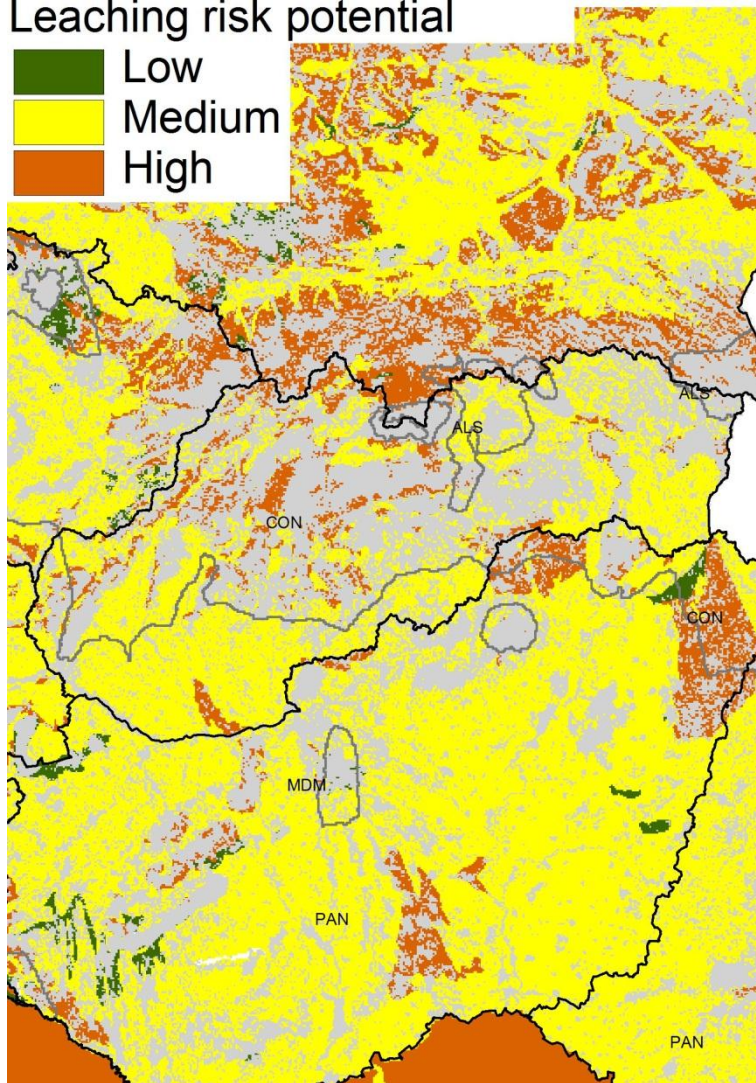 Leaching risk potential
Low
Medium
High
ALS
ALS
CON
CON
MDM
PAN
PAN